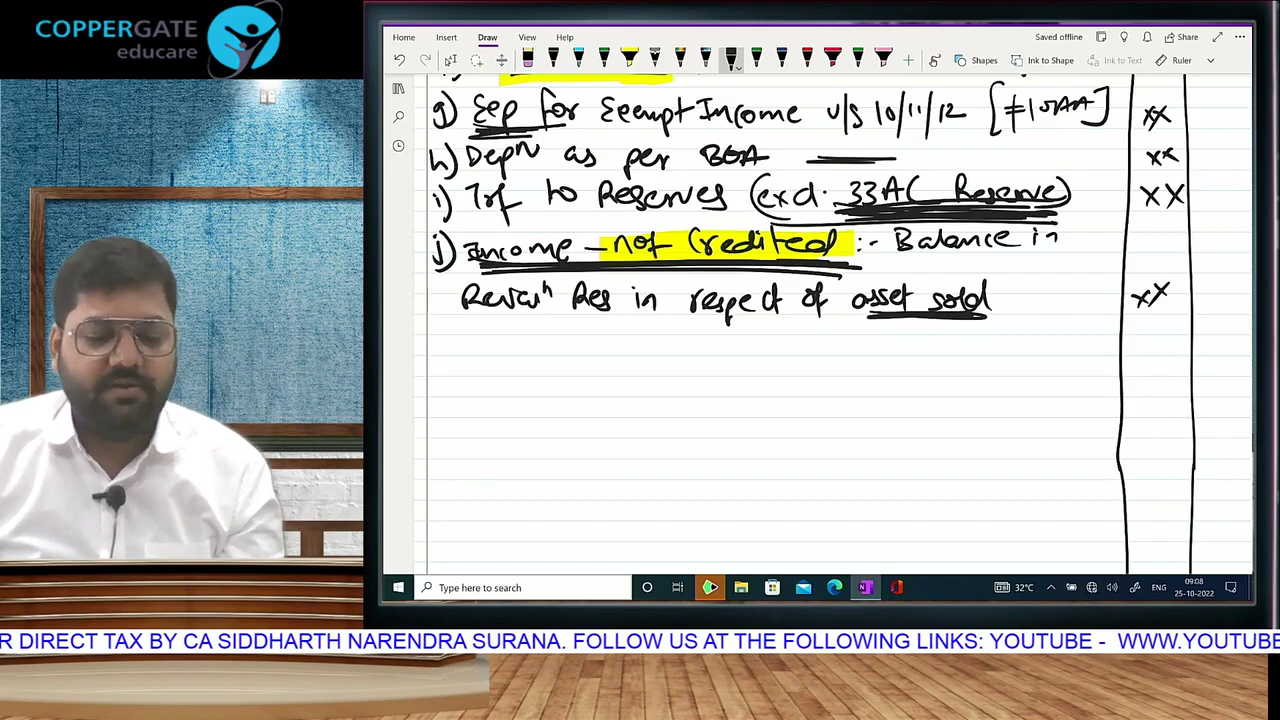 COPPERGATE
educare
Home Insert Draw View Help
Saved offline
Share
Shapes
Ink to Shape
Ink to Text
Ruler
g) Exp for Exempt Income u/s 10/11/12 [≠10AA] xx
h) Depn as per BOA xx
i) Trf to Reserves (excl. 33AC Reserve) xx
j) Income - not Credited :- Balance in
Revaln Res in respect of asset sold xx
Type here to search
32°C
ENG
09:08
25-10-2022
R DIRECT TAX BY CA SIDDHARTH NARENDRA SURANA. FOLLOW US AT THE FOLLOWING LINKS: YOUTUBE - WWW.YOUTUBE